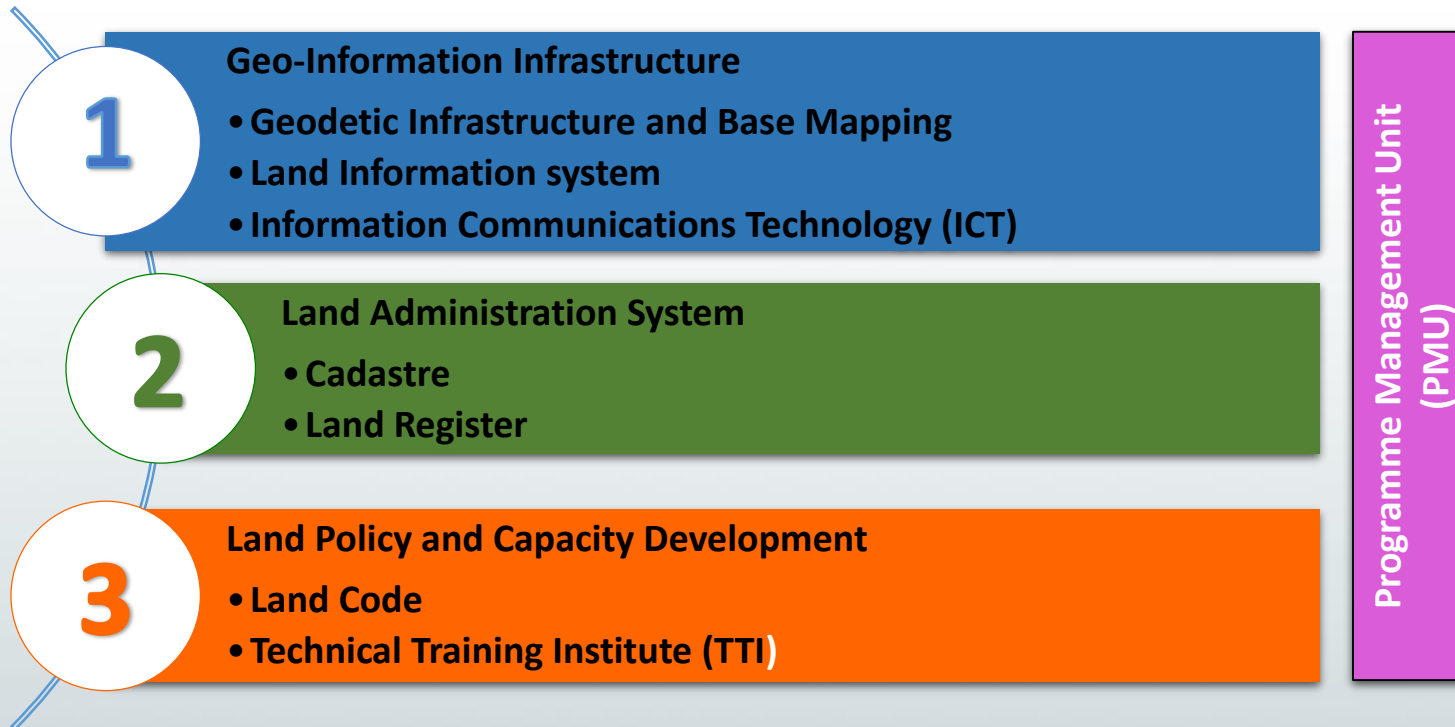 1
Geo-Information Infrastructure
•Geodetic Infrastructure and Base Mapping
•Land Information system
•Information Communications Technology (ICT)
2
Land Administration System
•Cadastre
•Land Register
3
Land Policy and Capacity Development
•Land Code
•Technical Training Institute (TTI)
Programme Management Unit
(PMU)